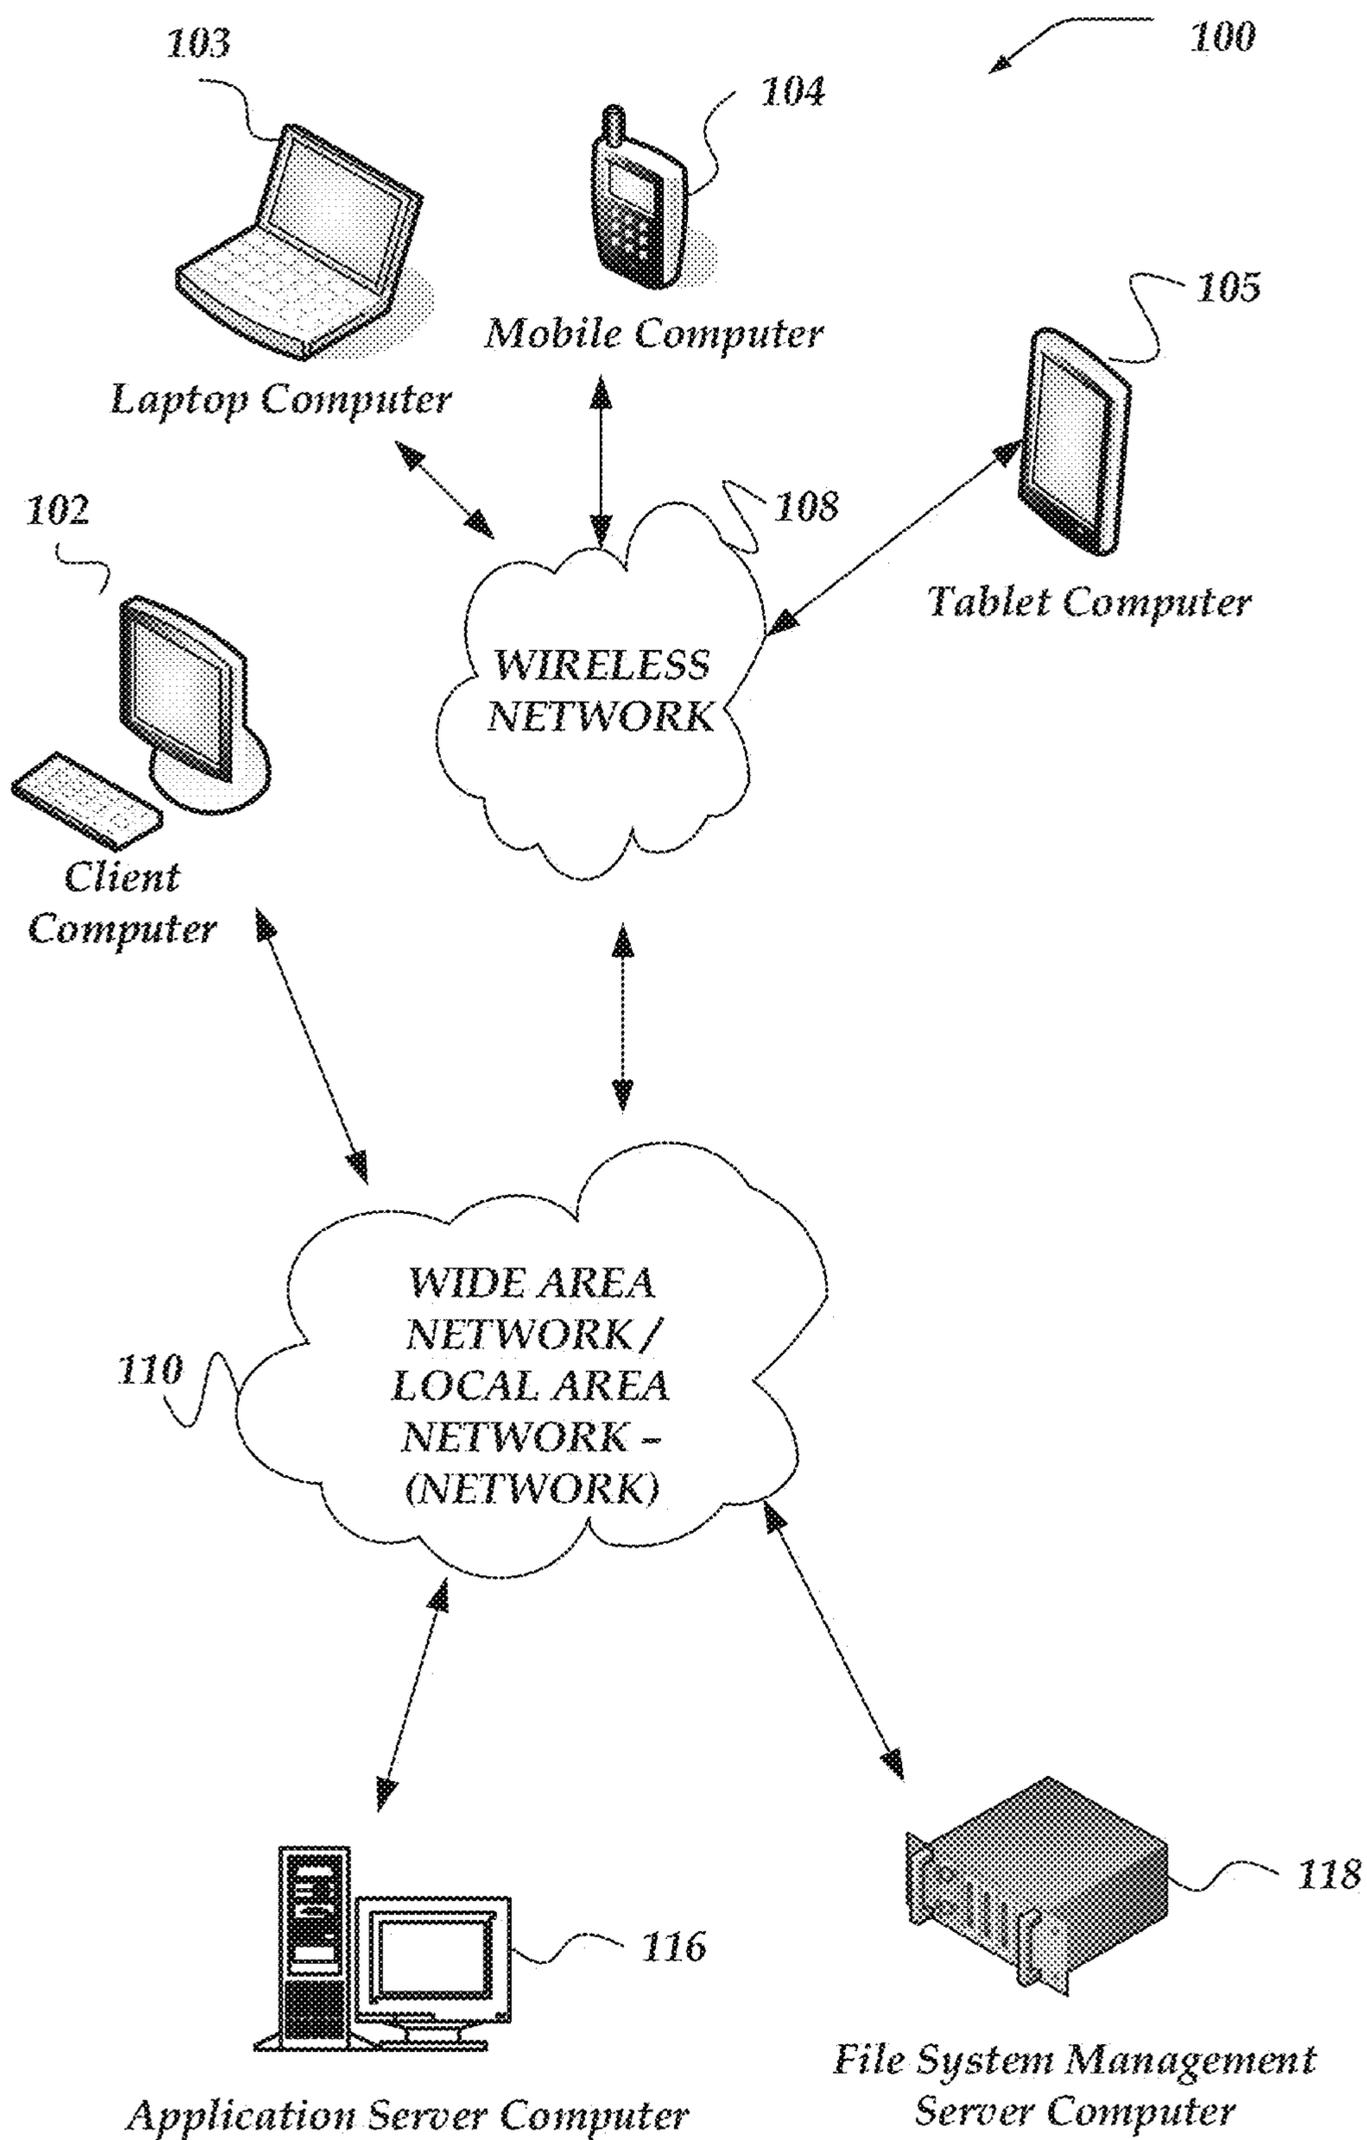 103
100
104
105
Mobile Computer
Laptop Computer
102
108
Tablet Computer
WIRELESS
NETWORK
Client
Computer
WIDE AREA
NETWORK /
LOCAL AREA
NETWORK –
(NETWORK)
110
118
116
File System Management
Server Computer
Application Server Computer